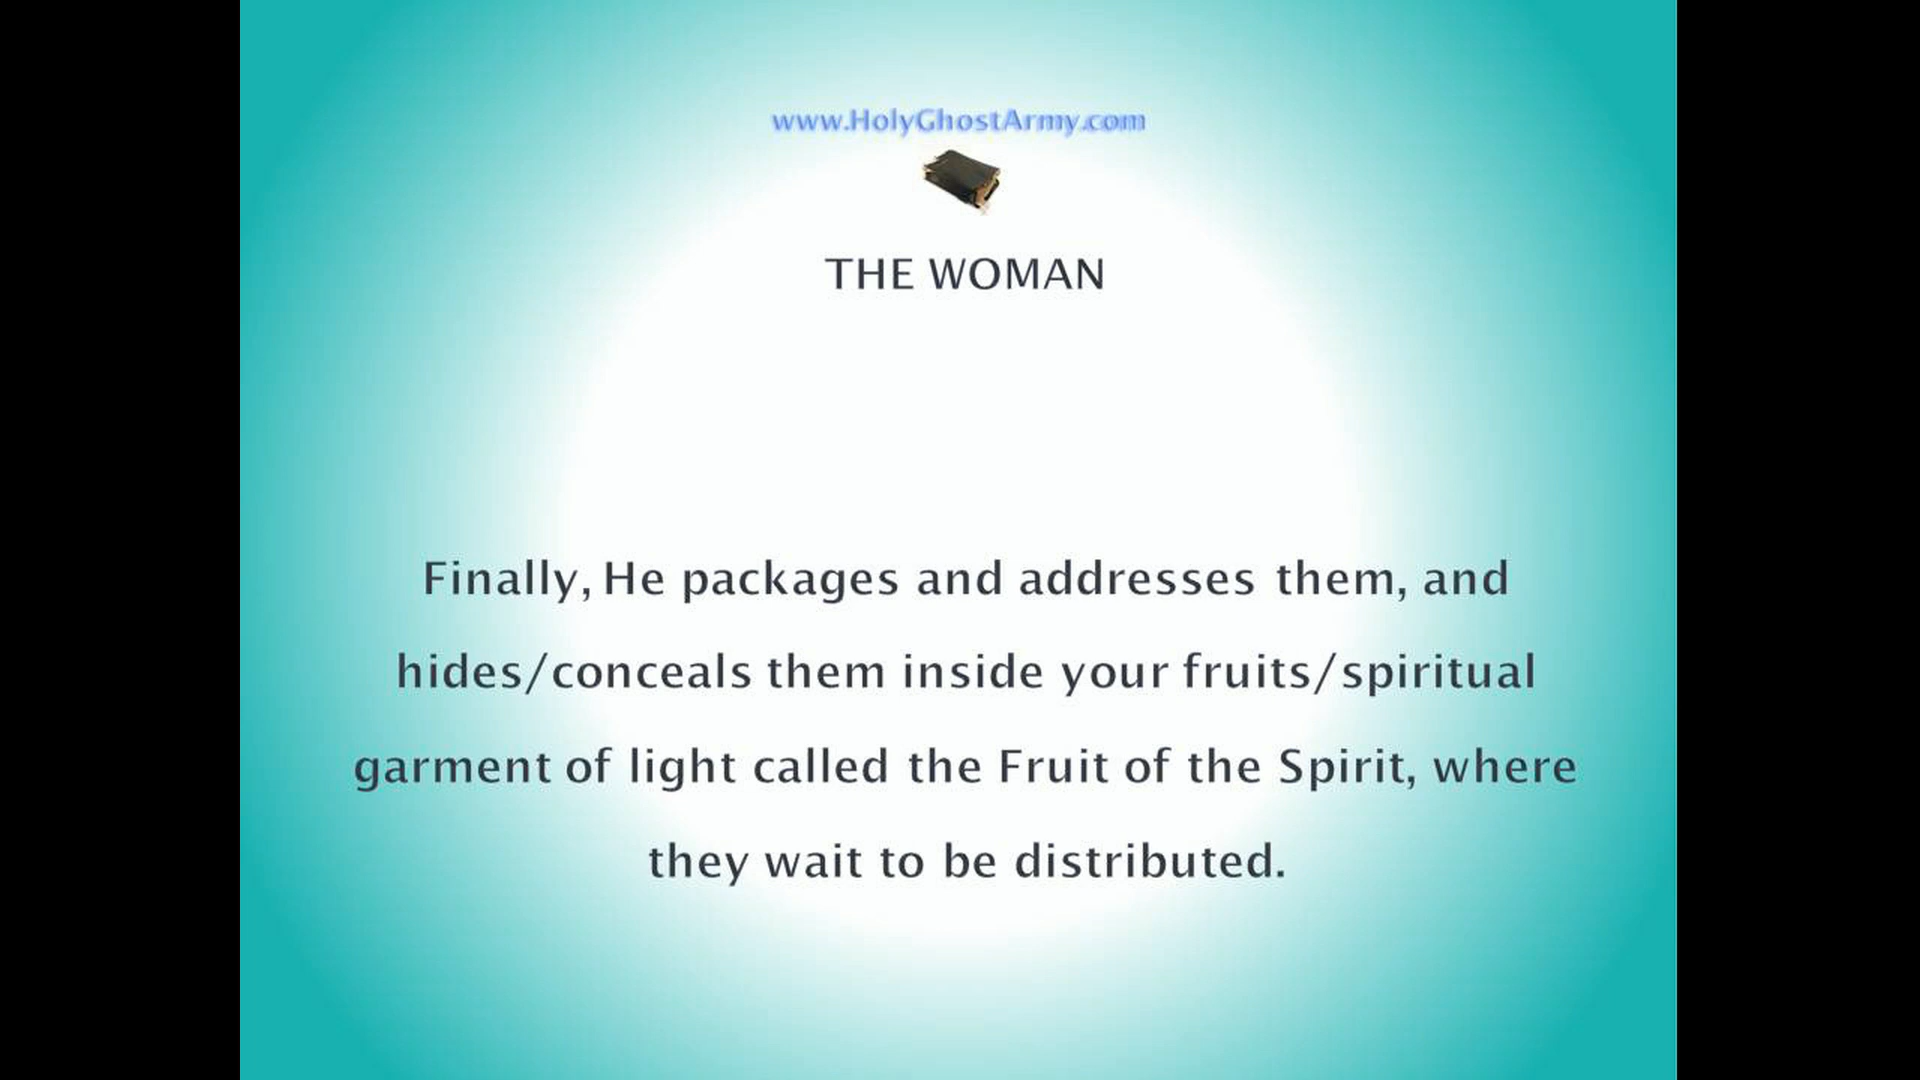 www.HolyGhostArmy.com
THE WOMAN
Finally, He packages and addresses them, and
hides/conceals them inside your fruits/spiritual
garment of light called the Fruit of the Spirit, where
they wait to be distributed.